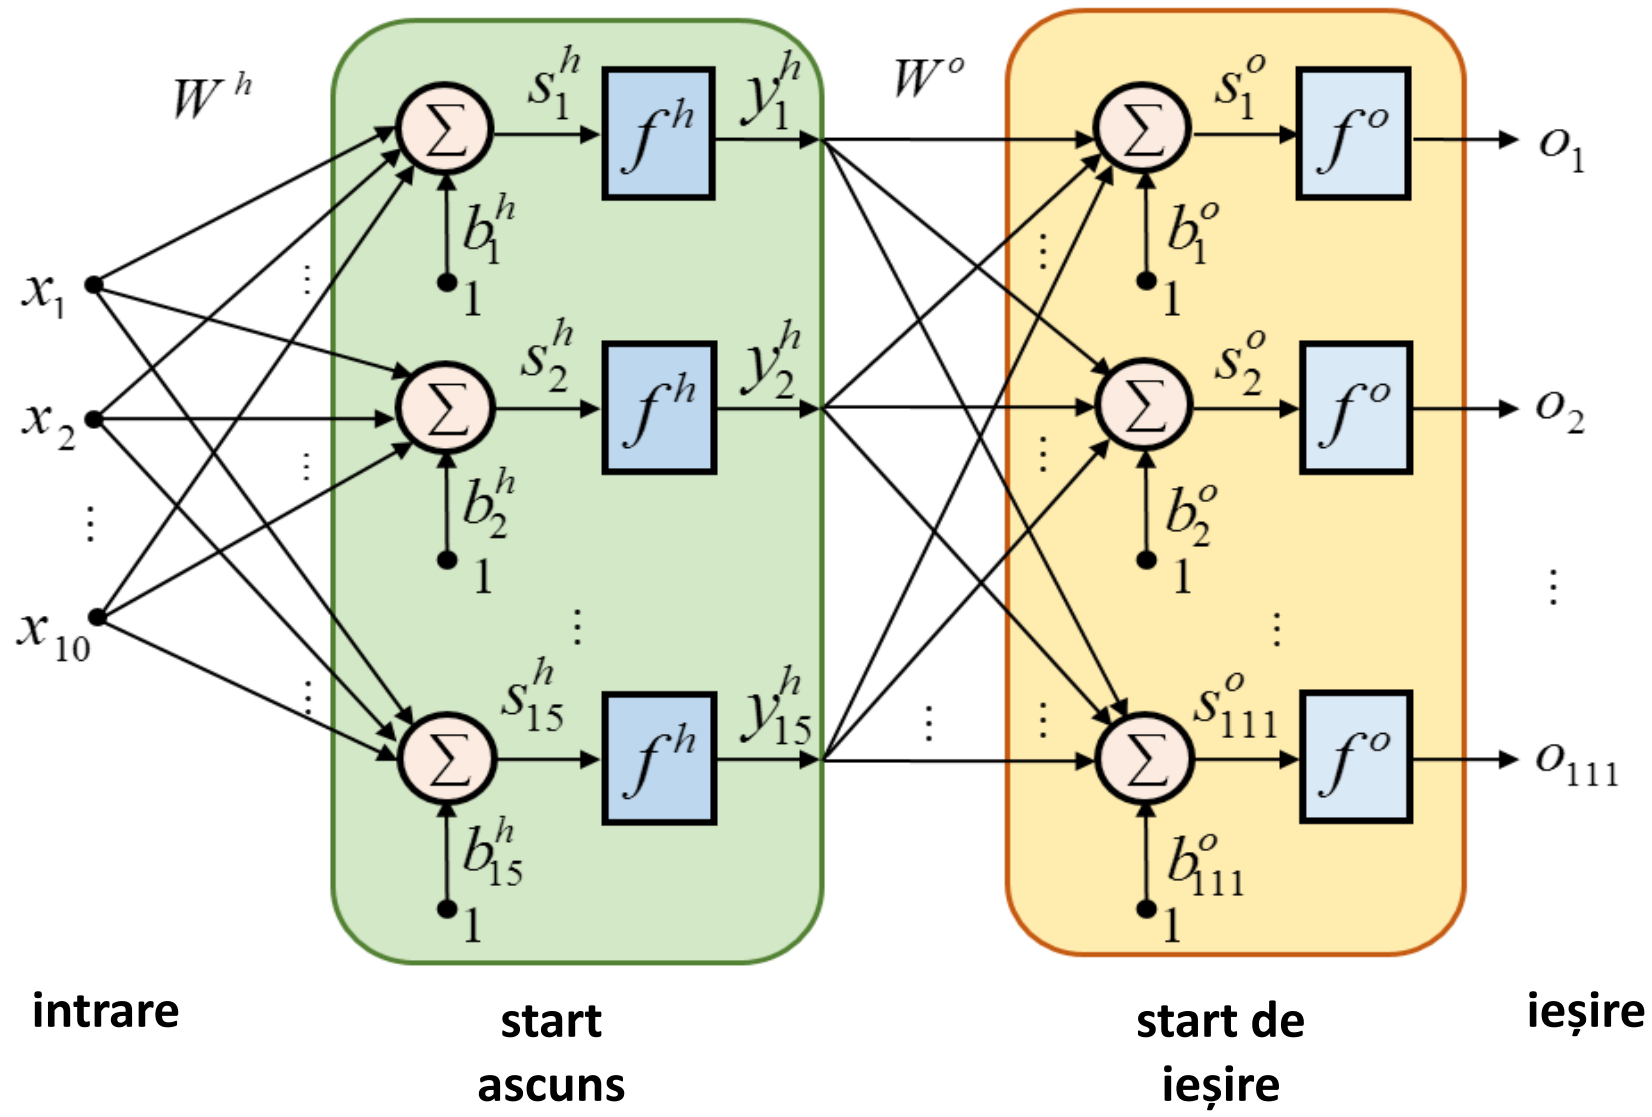 W^h
s_1^h
f^h
y_1^h
W^o
s_1^o
f^o
o_1
Σ
Σ
b_1^h
1
b_1^o
1
x_1
s_2^h
f^h
y_2^h
s_2^o
f^o
o_2
Σ
Σ
x_2
b_2^h
1
b_2^o
1
x_10
s_15^h
f^h
y_15^h
s_111^o
f^o
o_111
Σ
Σ
b_15^h
1
b_111^o
1
intrare
start
ascuns
start de
ieșire
ieșire